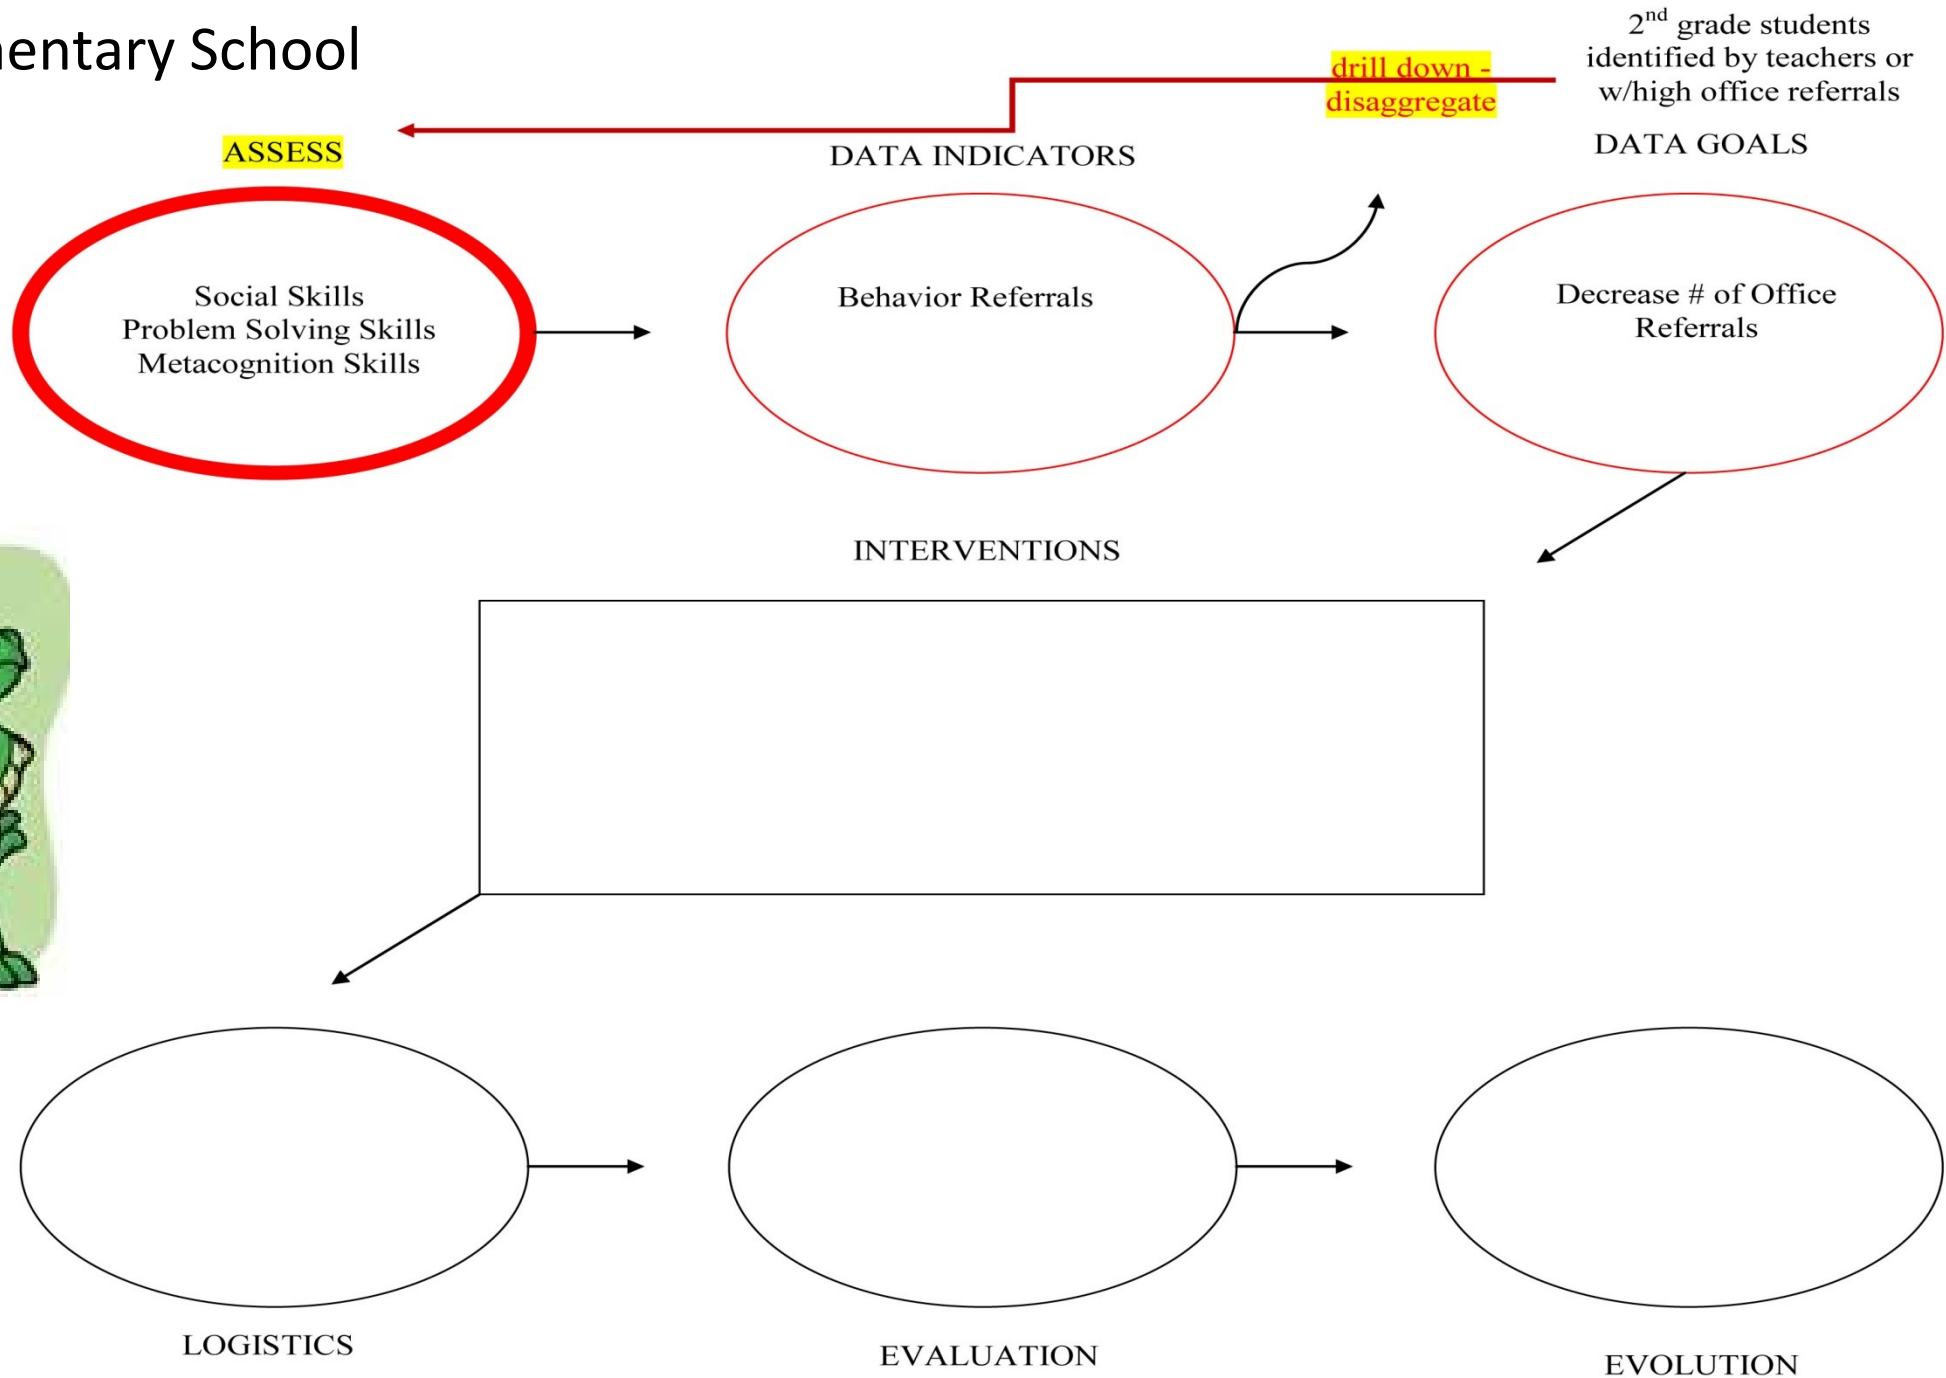 School
2nd grade students
identified by teachers or
w/high office referrals
drill down -
disaggregate
ASSESS
DATA INDICATORS
DATA GOALS
Social Skills
Problem Solving Skills
Metacognition Skills
Behavior Referrals
Decrease # of Office
Referrals
INTERVENTIONS
LOGISTICS
EVALUATION
EVOLUTION